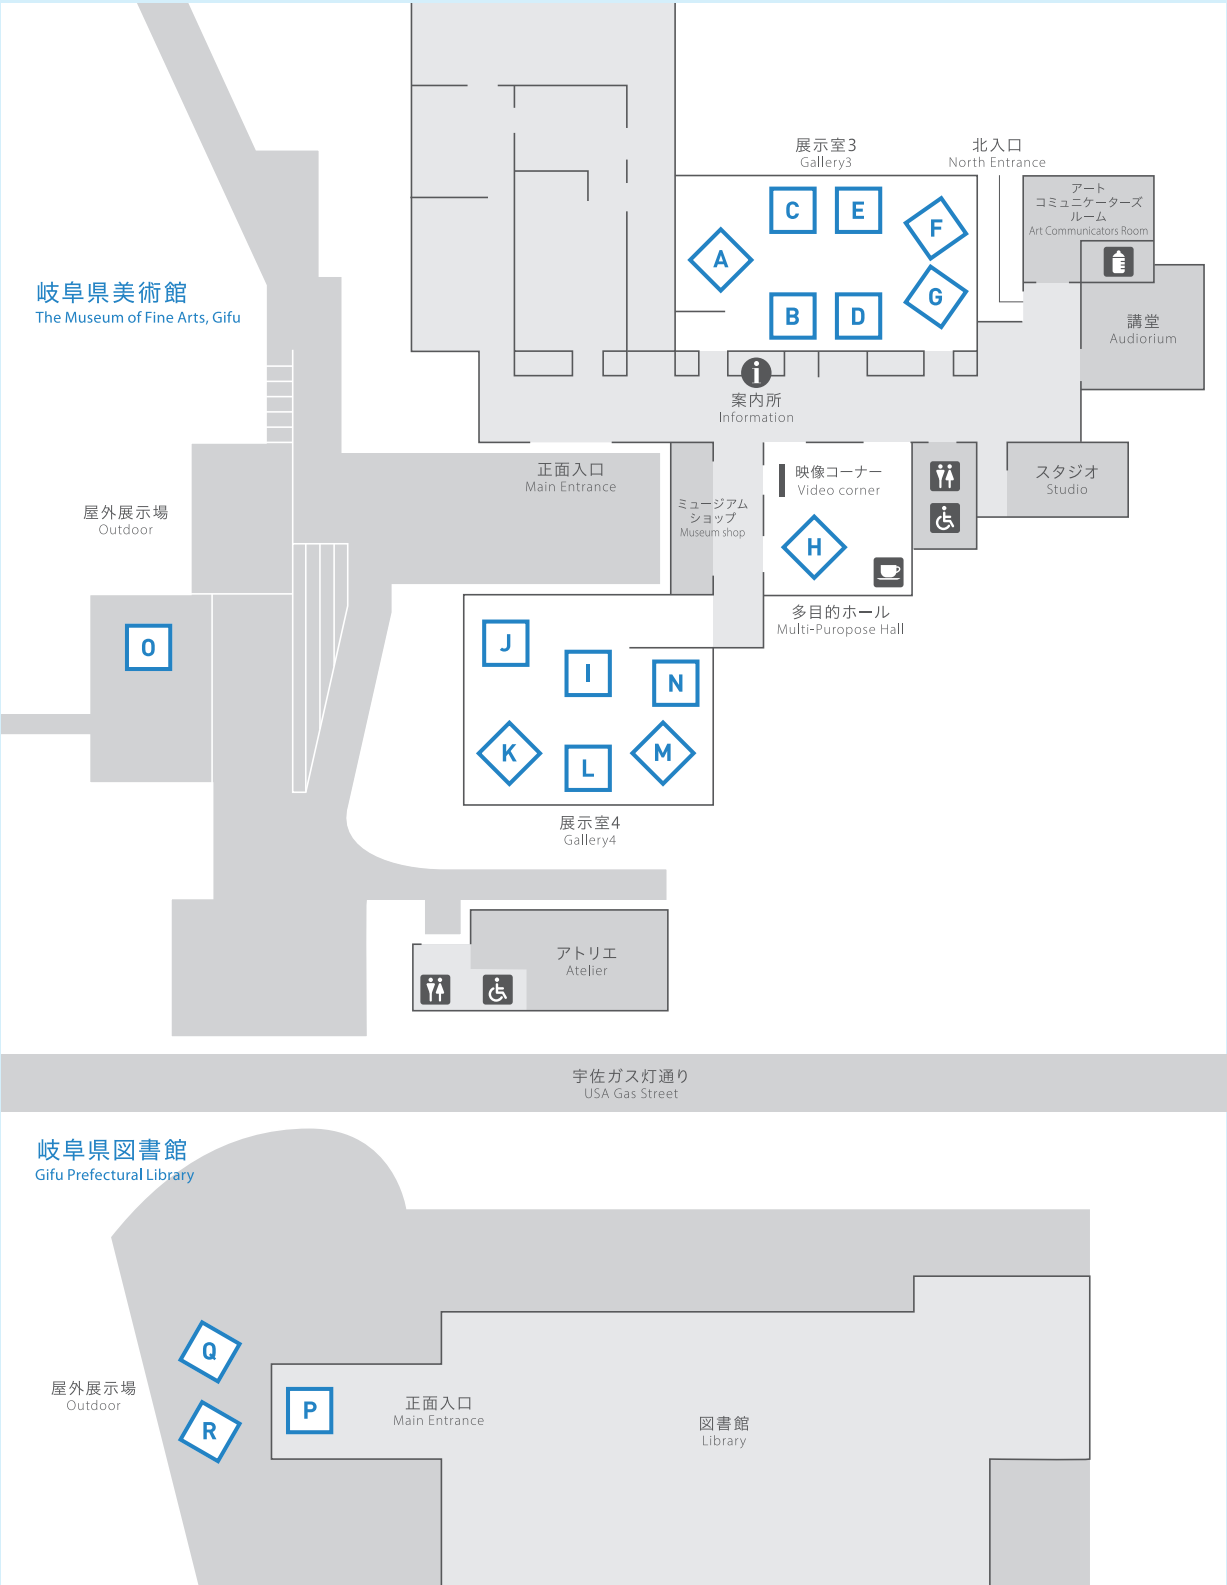 展示室3
Gallery3
北入口
North Entrance
アート
コミュニケーターズ
ルーム
Art Communicators Room
C
E
F
A
G
B
D
岐阜県美術館
The Museum of Fine Arts, Gifu
講堂
Audiorium
i
案内所
Information
正面入口
Main Entrance
映像コーナー
Video corner
スタジオ
Studio
ミュージアム
ショップ
Museum shop
屋外展示場
Outdoor
H
多目的ホール
Multi-Puropose Hall
O
J
I
N
K
L
M
展示室4
Gallery4
アトリエ
Atelier
宇佐ガス灯通り
USA Gas Street
岐阜県図書館
Gifu Prefectural Library
Q
屋外展示場
Outdoor
R
P
正面入口
Main Entrance
図書館
Library